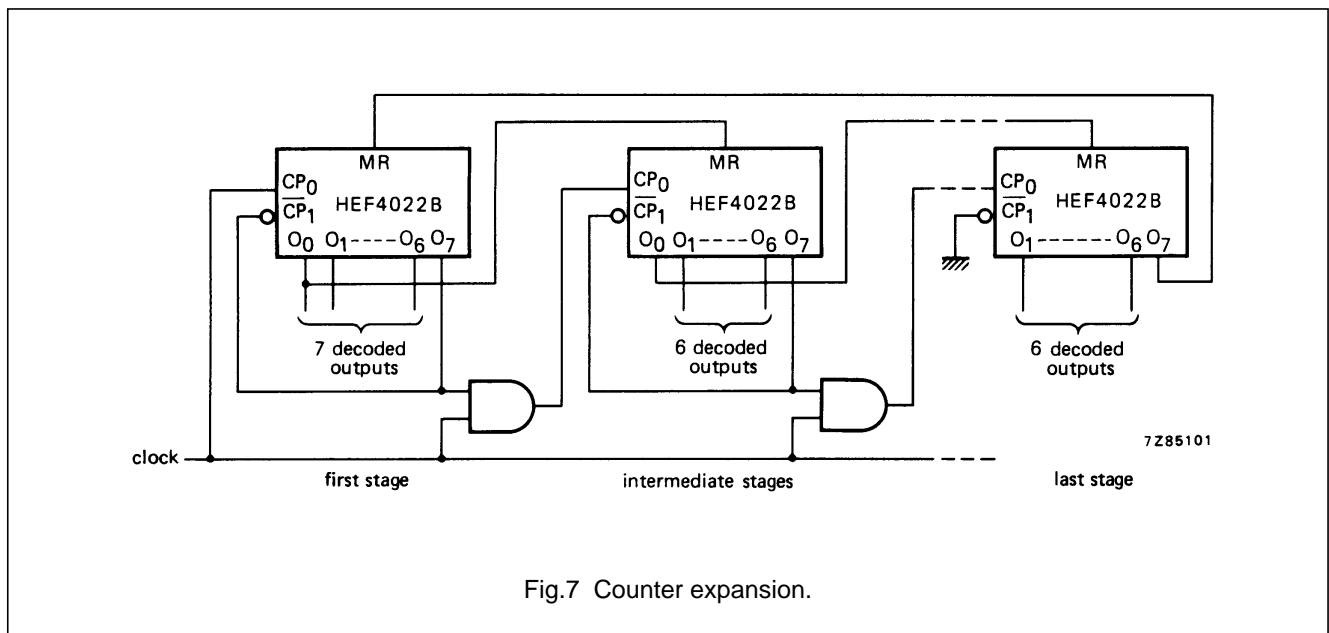 MR
CP0
CP1
HEF4022B
O0 O1 ---- O6 O7
7 decoded
outputs
MR
CP0
CP1
HEF4022B
O0 O1 ---- O6 O7
6 decoded
outputs
MR
CP0
CP1
HEF4022B
O1 ------- O6 O7
6 decoded
outputs
7Z85101
clock
first stage
intermediate stages
last stage
Fig.7 Counter expansion.